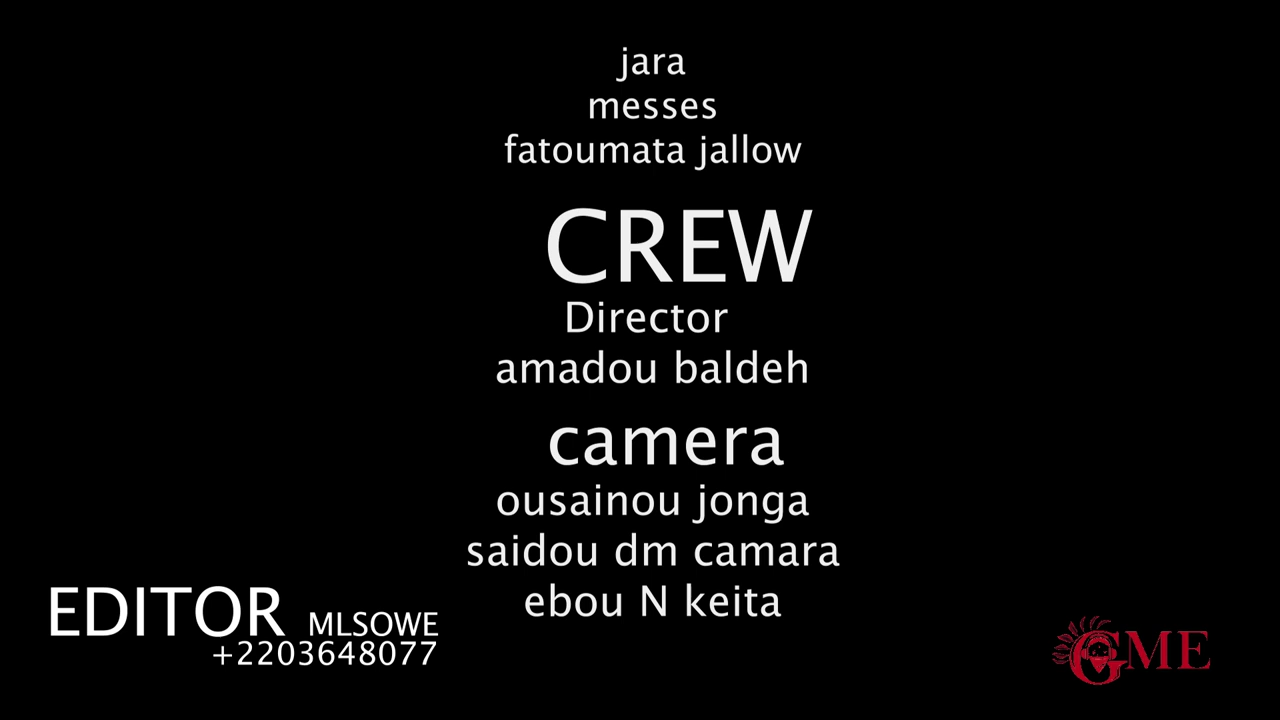 jara
messes
fatoumata jallow
CREW
Director
amadou baldeh
camera
ousainou jonga
saidou dm camara
ebou N keita
EDITOR MLSOWE
+2203648077
GME